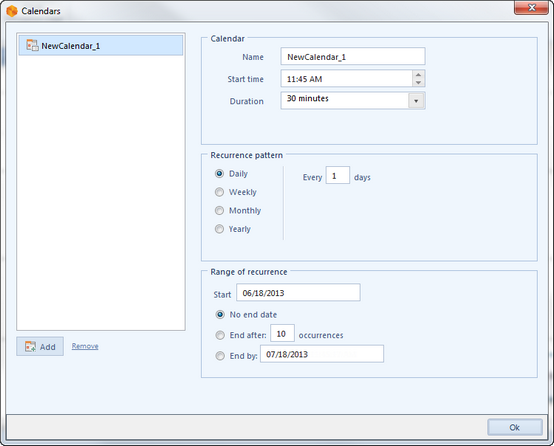 Calendars
NewCalendar_1
Calendar
Name NewCalendar_1
Start time 11:45 AM
Duration 30 minutes
Recurrence pattern
Daily Every 1 days
Weekly
Monthly
Yearly
Range of recurrence
Start 06/18/2013
No end date
End after: 10 occurrences
End by: 07/18/2013
Add Remove
Ok